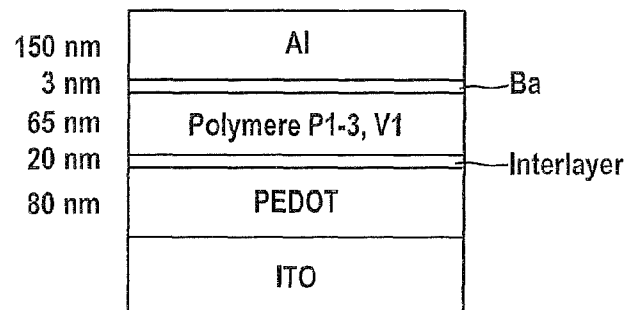 150 nm Al
3 nm Ba
65 nm Polymere P1-3, V1
20 nm Interlayer
80 nm PEDOT
ITO